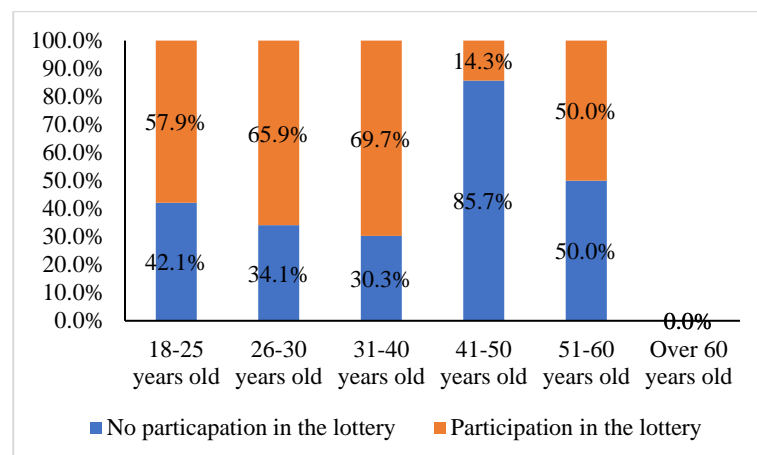 100.0%
90.0%
80.0%
70.0%
60.0%
50.0%
40.0%
30.0%
20.0%
10.0%
0.0%
57.9%
65.9%
69.7%
14.3%
50.0%
42.1%
34.1%
30.3%
85.7%
50.0%
0.0%
0.0%
18-25 years old
26-30 years old
31-40 years old
41-50 years old
51-60 years old
Over 60 years old
No particapation in the lottery
Participation in the lottery